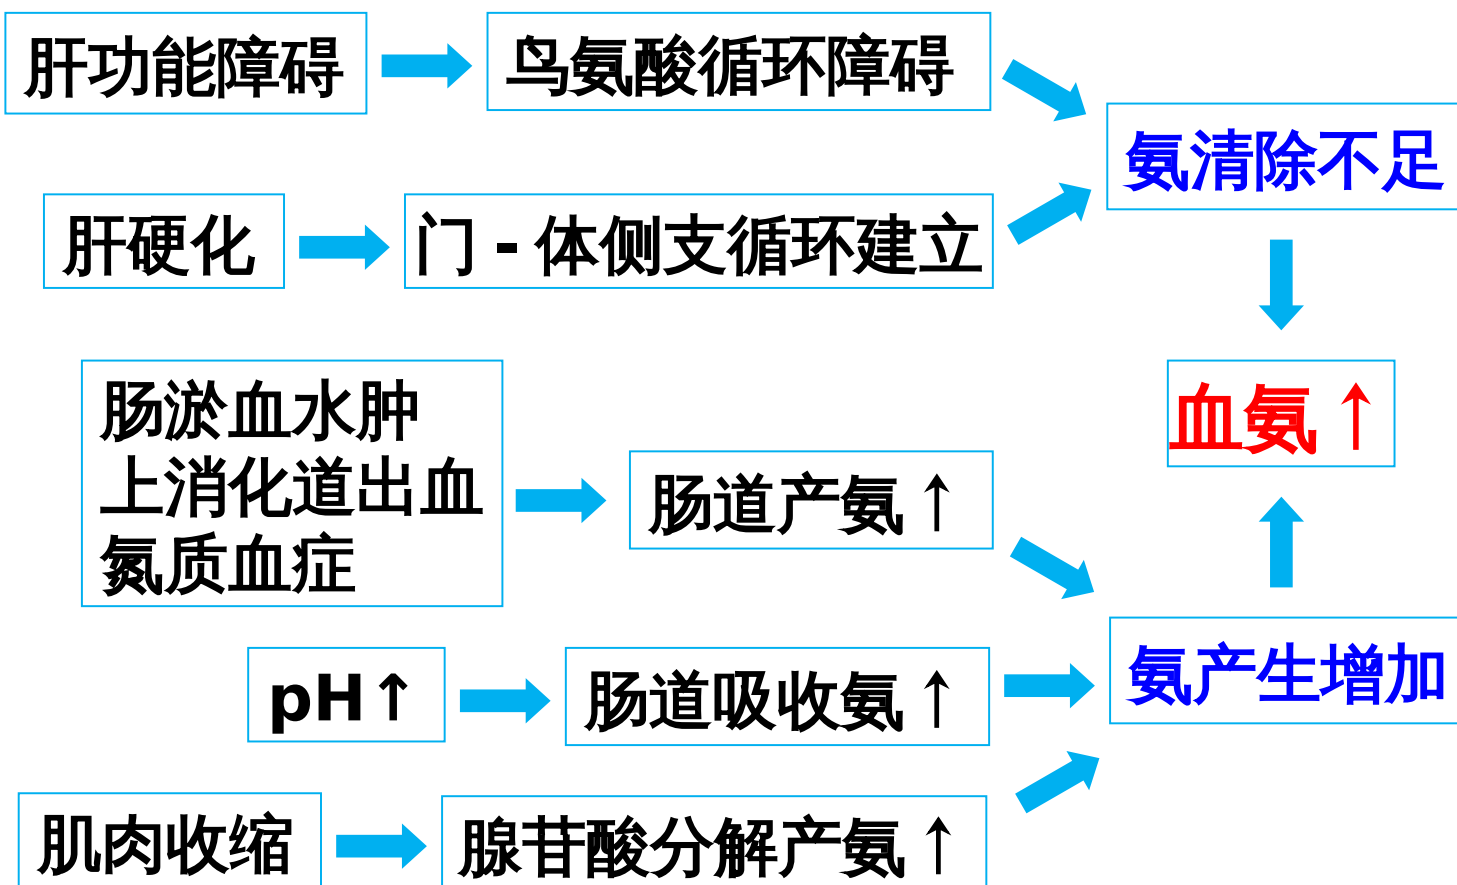 肝功能障碍
鸟氨酸循环障碍
氨清除不足
肝硬化
门-体侧支循环建立
肠淤血水肿
上消化道出血
氮质血症
肠道产氨↑
血氨↑
pH↑
肠道吸收氨↑
氨产生增加
肌肉收缩
腺苷酸分解产氨↑